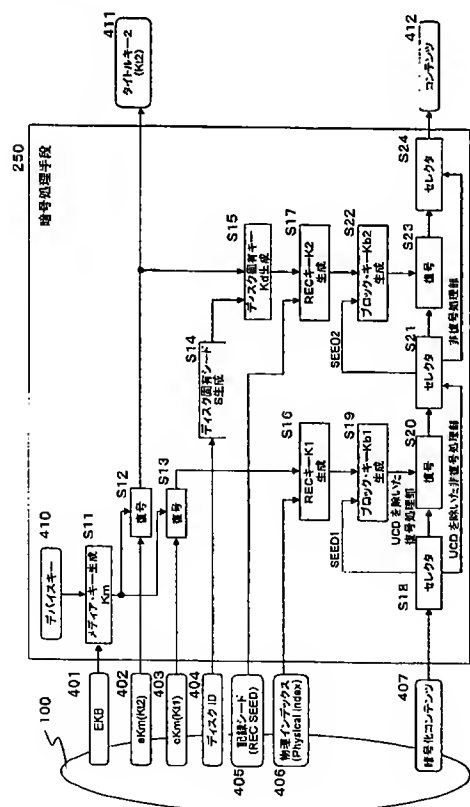 250
暗号処理手段
411
タイトルキー2
(Kt2)
410
デバイスキー
S11
メディア・キー生成
Km
S12
復号
S13
復号
S14
ディスク固有シード
S生成
S15
ディスク固有キー
Kd生成
S16
RECキーK1
生成
S17
RECキーK2
生成
S19
ブロック・キーKb1
生成
S22
ブロック・キーKb2
生成
SEED1
SEED2
UCDを除いた
復号処理部
S18
セレクタ
S20
復号
S21
セレクタ
S23
復号
S24
セレクタ
UCDを除いた非復号処理部
非復号処理部
412
コンテンツ
100
401
EKB
402
eKm(Kt2)
403
eKm(Kt1)
404
ディスクID
405
記録シード
(REC SEED)
406
物理インデックス
(Physical Index)
407
暗号化コンテンツ